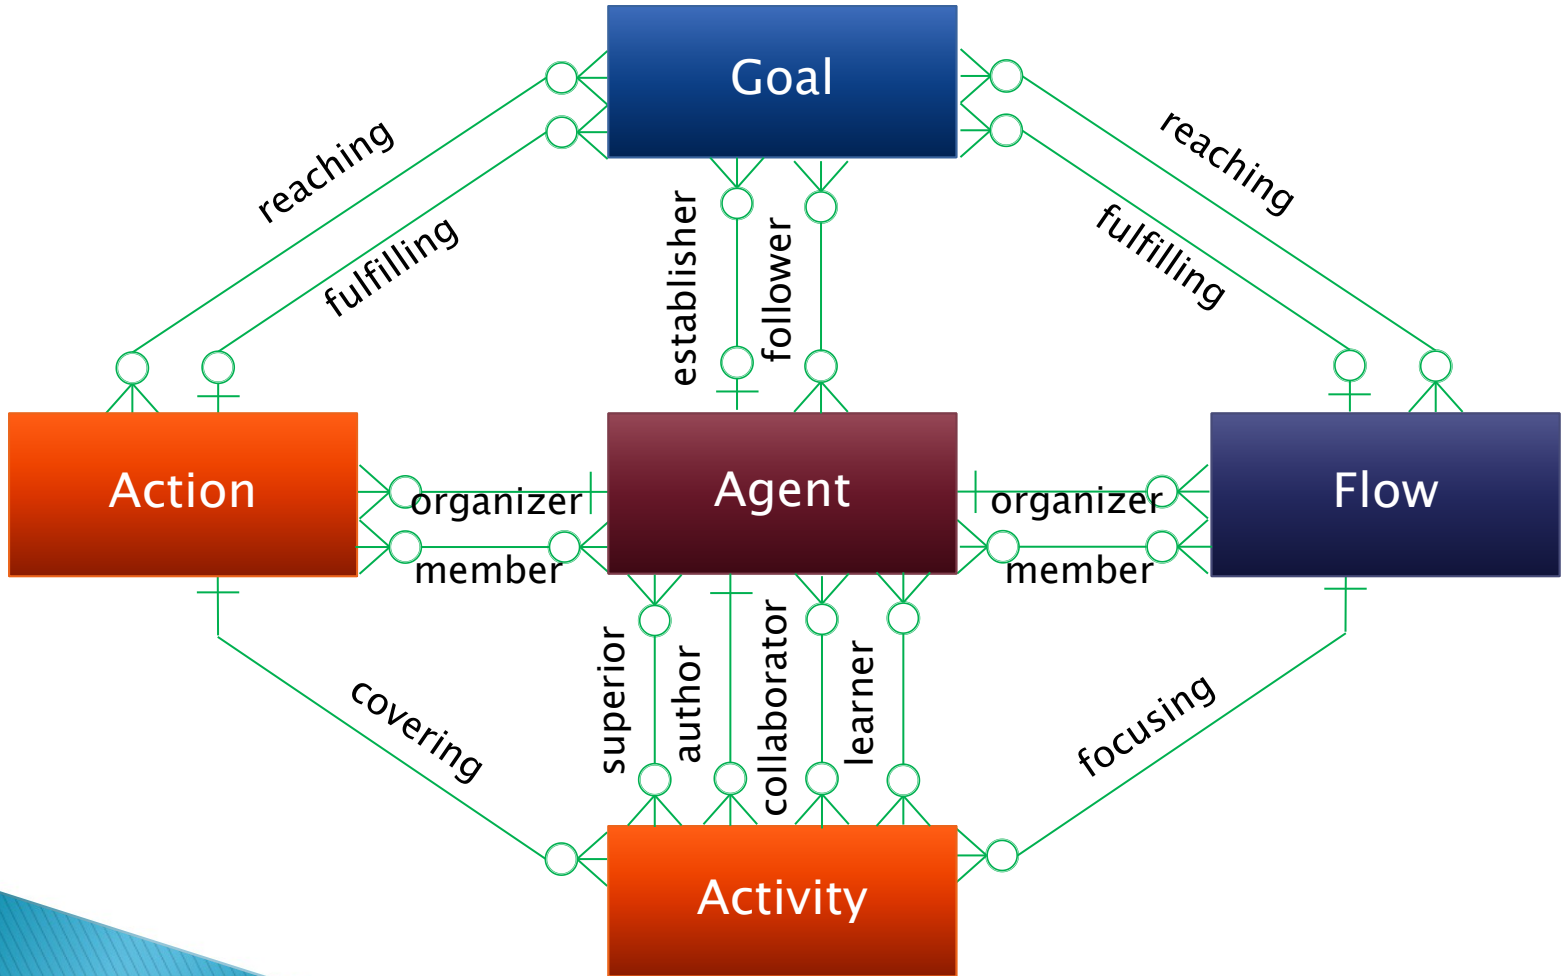 Goal
reaching
fulfilling
establisher
follower
reaching
fulfilling
Action
organizer
member
Agent
organizer
member
Flow
covering
superior
author
collaborator
learner
focusing
Activity